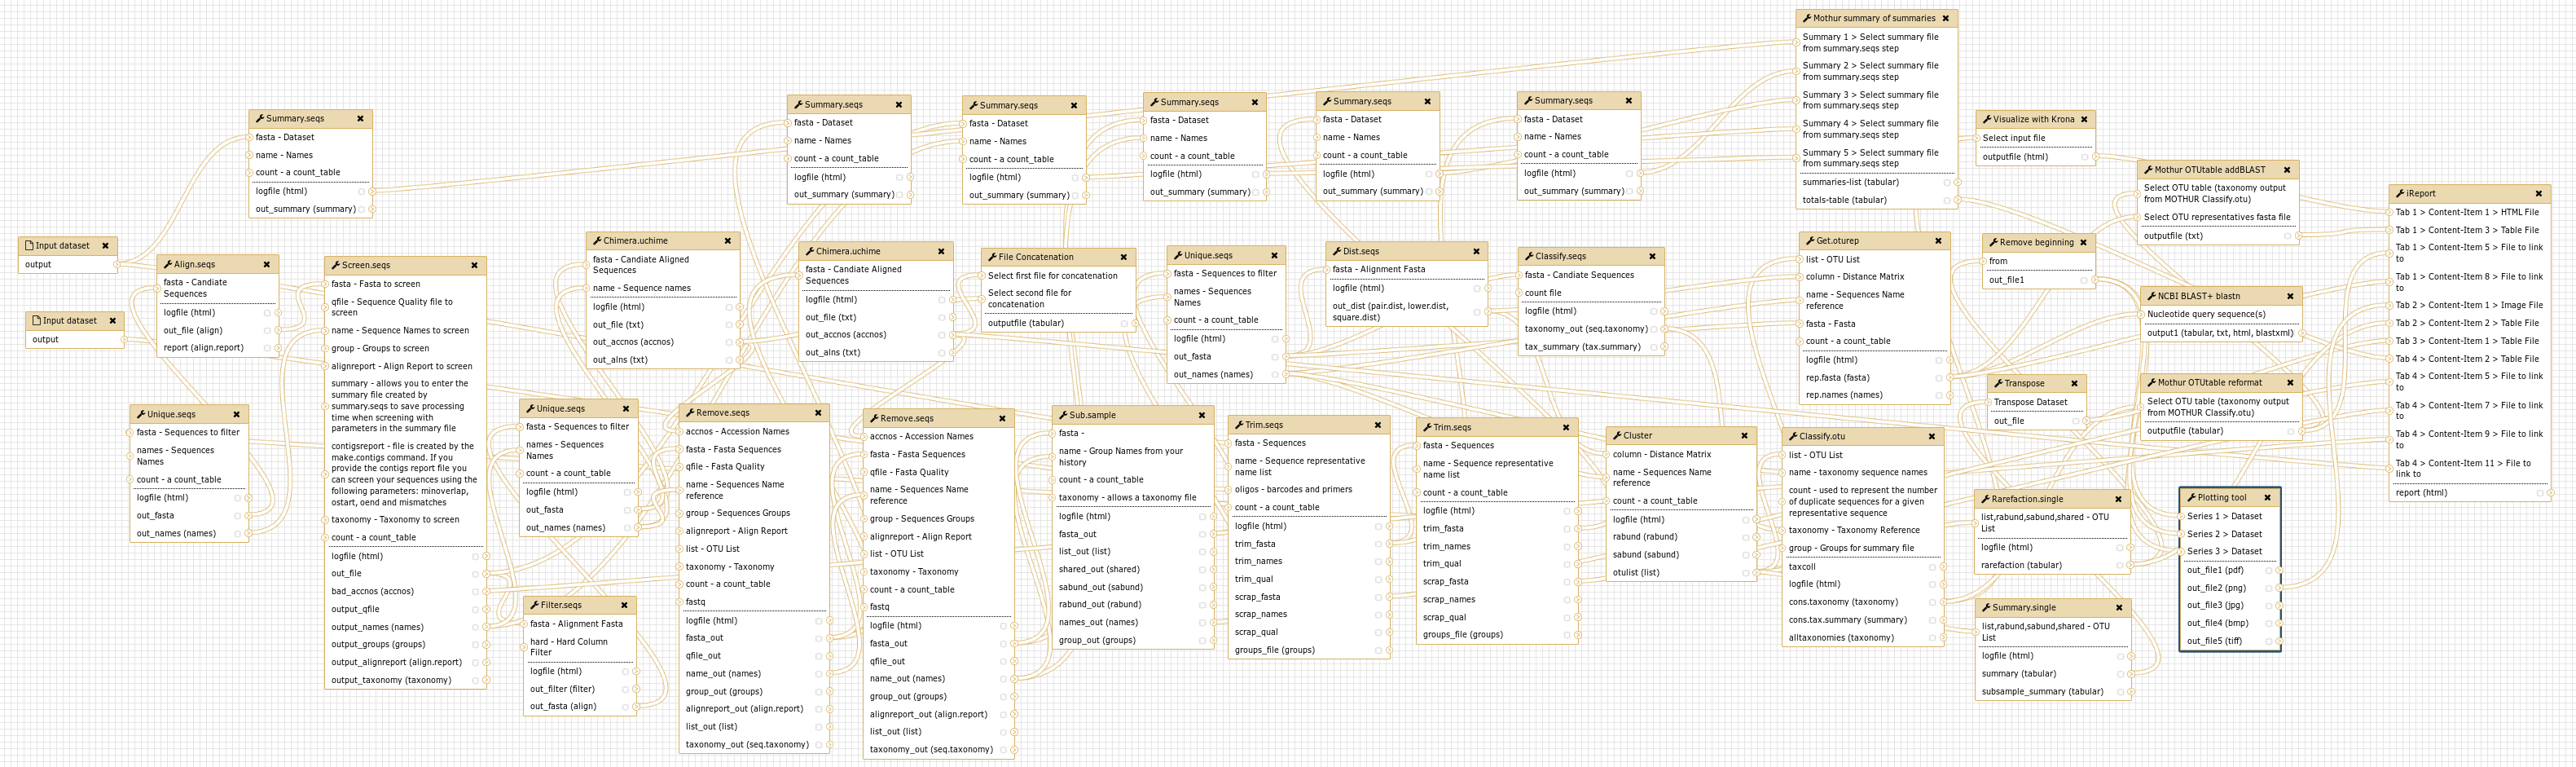 Input dataset
output
Input dataset
output
Summary.seqs
fasta - Dataset
name - Names
count - a count_table
logfile (html)
out_summary (summary)
Align.seqs
fasta - Candiate
Sequences
logfile (html)
out_file (align)
report (align.report)
Unique.seqs
fasta - Sequences to filter
names - Sequences
Names
count - a count_table
logfile (html)
out_fasta
out_names (names)
Screen.seqs
fasta - Fasta to screen
qfile - Sequence Quality file to
screen
name - Sequence Names to screen
group - Groups to screen
alignreport - Align Report to screen
summary - allows you to enter the
summary file created by
summary.seqs to save processing
time when screening with
parameters in the summary file
contigsreport - file is created by the
make.contigs command. If you
provide the contigs report file you
can screen your sequences using the
following parameters: minoverlap,
ostart, oend and mismatches
taxonomy - Taxonomy to screen
count - a count_table
logfile (html)
out_file
bad_accnos (accnos)
output_qfile
output_names (names)
output_groups (groups)
output_alignreport (align.report)
output_taxonomy (taxonomy)
Unique.seqs
fasta - Sequences to filter
names - Sequences
Names
count - a count_table
logfile (html)
out_fasta
out_names (names)
Filter.seqs
fasta - Alignment Fasta
hard - Hard Column
Filter
logfile (html)
out_filter (filter)
out_fasta (align)
Chimera.uchime
fasta - Candiate Aligned
Sequences
name - Sequence names
logfile (html)
out_file (txt)
out_accnos (accnos)
out_alns (txt)
Remove.seqs
accnos - Accession Names
fasta - Fasta Sequences
qfile - Fasta Quality
name - Sequences Name
reference
group - Sequences Groups
alignreport - Align Report
list - OTU List
taxonomy - Taxonomy
count - a count_table
fastq
logfile (html)
fasta_out
qfile_out
name_out (names)
group_out (groups)
alignreport_out (align.report)
list_out (list)
taxonomy_out (seq.taxonomy)
Summary.seqs
fasta - Dataset
name - Names
count - a count_table
logfile (html)
out_summary (summary)
Chimera.uchime
fasta - Candiate Aligned
Sequences
logfile (html)
out_file (txt)
out_accnos (accnos)
out_alns (txt)
Remove.seqs
accnos - Accession Names
fasta - Fasta Sequences
qfile - Fasta Quality
name - Sequences Name
reference
group - Sequences Groups
alignreport - Align Report
list - OTU List
taxonomy - Taxonomy
count - a count_table
fastq
logfile (html)
fasta_out
qfile_out
name_out (names)
group_out (groups)
alignreport_out (align.report)
list_out (list)
taxonomy_out (seq.taxonomy)
Summary.seqs
fasta - Dataset
name - Names
count - a count_table
logfile (html)
out_summary (summary)
File Concatenation
Select first file for concatenation
Select second file for
concatenation
outputfile (tabular)
Sub.sample
fasta -
name - Group Names from your
history
count - a count_table
taxonomy - allows a taxonomy file
logfile (html)
fasta_out
list_out (list)
shared_out (shared)
sabund_out (sabund)
rabund_out (rabund)
names_out (names)
group_out (groups)
Summary.seqs
fasta - Dataset
name - Names
count - a count_table
logfile (html)
out_summary (summary)
Unique.seqs
fasta - Sequences to filter
names - Sequences
Names
count - a count_table
logfile (html)
out_fasta
out_names (names)
Trim.seqs
fasta - Sequences
name - Sequence representative
name list
oligos - barcodes and primers
count - a count_table
logfile (html)
trim_fasta
trim_names
trim_qual
scrap_fasta
scrap_names
scrap_qual
groups_file (groups)
Summary.seqs
fasta - Dataset
name - Names
count - a count_table
logfile (html)
out_summary (summary)
Dist.seqs
fasta - Alignment Fasta
logfile (html)
out_dist (pair.dist, lower.dist,
square.dist)
Trim.seqs
fasta - Sequences
name - Sequence representative
name list
count - a count_table
logfile (html)
trim_fasta
trim_names
trim_qual
scrap_fasta
scrap_names
scrap_qual
groups_file (groups)
Summary.seqs
fasta - Dataset
name - Names
count - a count_table
logfile (html)
out_summary (summary)
Classify.seqs
fasta - Candiate Sequences
count file
logfile (html)
taxonomy_out (seq.taxonomy)
tax_summary (tax.summary)
Cluster
column - Distance Matrix
name - Sequences Name
reference
count - a count_table
logfile (html)
rabund (rabund)
sabund (sabund)
otulist (list)
Mothur summary of summaries
Summary 1 > Select summary file
from summary.seqs step
Summary 2 > Select summary file
from summary.seqs step
Summary 3 > Select summary file
from summary.seqs step
Summary 4 > Select summary file
from summary.seqs step
Summary 5 > Select summary file
from summary.seqs step
summaries-list (tabular)
totals-table (tabular)
Get.oturep
list - OTU List
column - Distance Matrix
name - Sequences Name
reference
fasta - Fasta
count - a count_table
logfile (html)
rep.fasta (fasta)
rep.names (names)
Classify.otu
list - OTU List
name - taxonomy sequence names
count - used to represent the number
of duplicate sequences for a given
representative sequence
taxonomy - Taxonomy Reference
group - Groups for summary file
taxcoll
logfile (html)
cons.taxonomy (taxonomy)
cons.tax.summary (summary)
alltaxonomies (taxonomy)
Visualize with Krona
Select input file
outputfile (html)
Remove beginning
from
out_file1
Transpose
Transpose Dataset
out_file
Rarefaction.single
list,rabund,sabund,shared - OTU
List
logfile (html)
rarefaction (tabular)
Summary.single
list,rabund,sabund,shared - OTU
List
logfile (html)
summary (tabular)
subsample_summary (tabular)
Mothur OTUtable addBLAST
Select OTU table (taxonomy output
from MOTHUR Classify.otu)
Select OTU representatives fasta file
outputfile (txt)
NCBI BLAST+ blastn
Nucleotide query sequence(s)
output1 (tabular, txt, html, blastxml)
Mothur OTUtable reformat
Select OTU table (taxonomy output
from MOTHUR Classify.otu)
outputfile (tabular)
Plotting tool
Series 1 > Dataset
Series 2 > Dataset
Series 3 > Dataset
out_file1 (pdf)
out_file2 (png)
out_file3 (jpg)
out_file4 (bmp)
out_file5 (tiff)
iReport
Tab 1 > Content-Item 1 > HTML File
Tab 1 > Content-Item 3 > Table File
Tab 1 > Content-Item 5 > File to link
to
Tab 1 > Content-Item 8 > File to link
to
Tab 2 > Content-Item 1 > Image File
Tab 2 > Content-Item 2 > Table File
Tab 3 > Content-Item 1 > Table File
Tab 4 > Content-Item 2 > Table File
Tab 4 > Content-Item 5 > File to link
to
Tab 4 > Content-Item 7 > File to link
to
Tab 4 > Content-Item 9 > File to link
to
Tab 4 > Content-Item 11 > File to
link to
report (html)